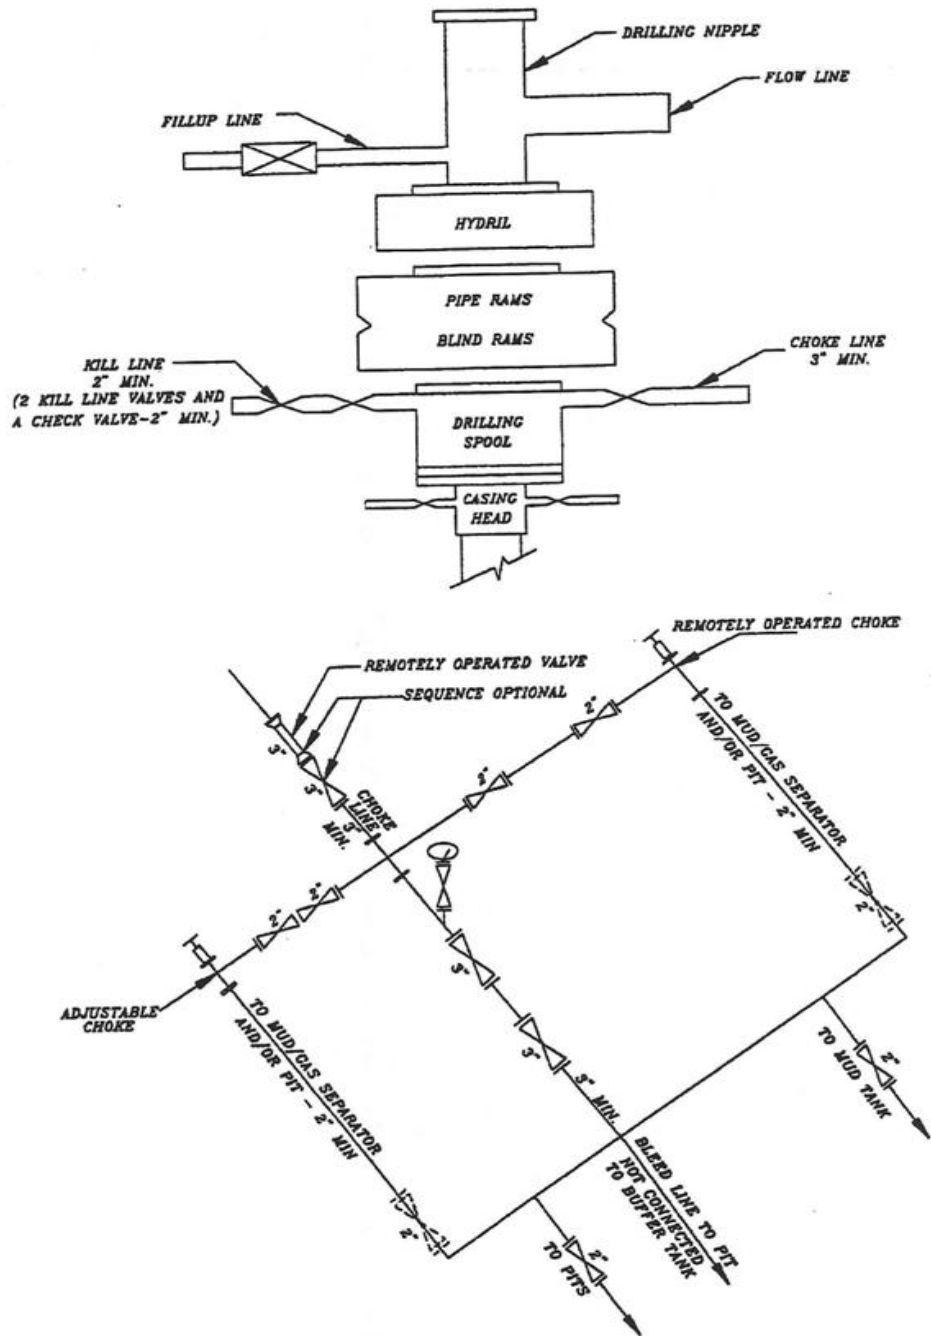 DRILLING NIPPLE
FLOW LINE
FILLUP LINE
HYDRIL
PIPE RAMS
BLIND RAMS
KILL LINE
2" MIN.
(2 KILL LINE VALVES AND
A CHECK VALVE-2" MIN.)
CHOKE LINE
3" MIN.
DRILLING
SPOOL
CASING
HEAD
REMOTELY OPERATED CHOKE
REMOTELY OPERATED VALVE
SEQUENCE OPTIONAL
3"
3"
CHOKE
LINE
3"
MIN.
2"
2"
2"
2"
TO MUD/GAS SEPARATOR
AND/OR PIT - 2" MIN
2"
3"
3"
3" MIN.
ADJUSTABLE
CHOKE
TO MUD/GAS SEPARATOR
AND/OR PIT - 2" MIN
2"
2"
TO MUD TANK
BLEED LINE TO PIT
NOT CONNECTED
TO BUFFER TANK
2"
TO PITS